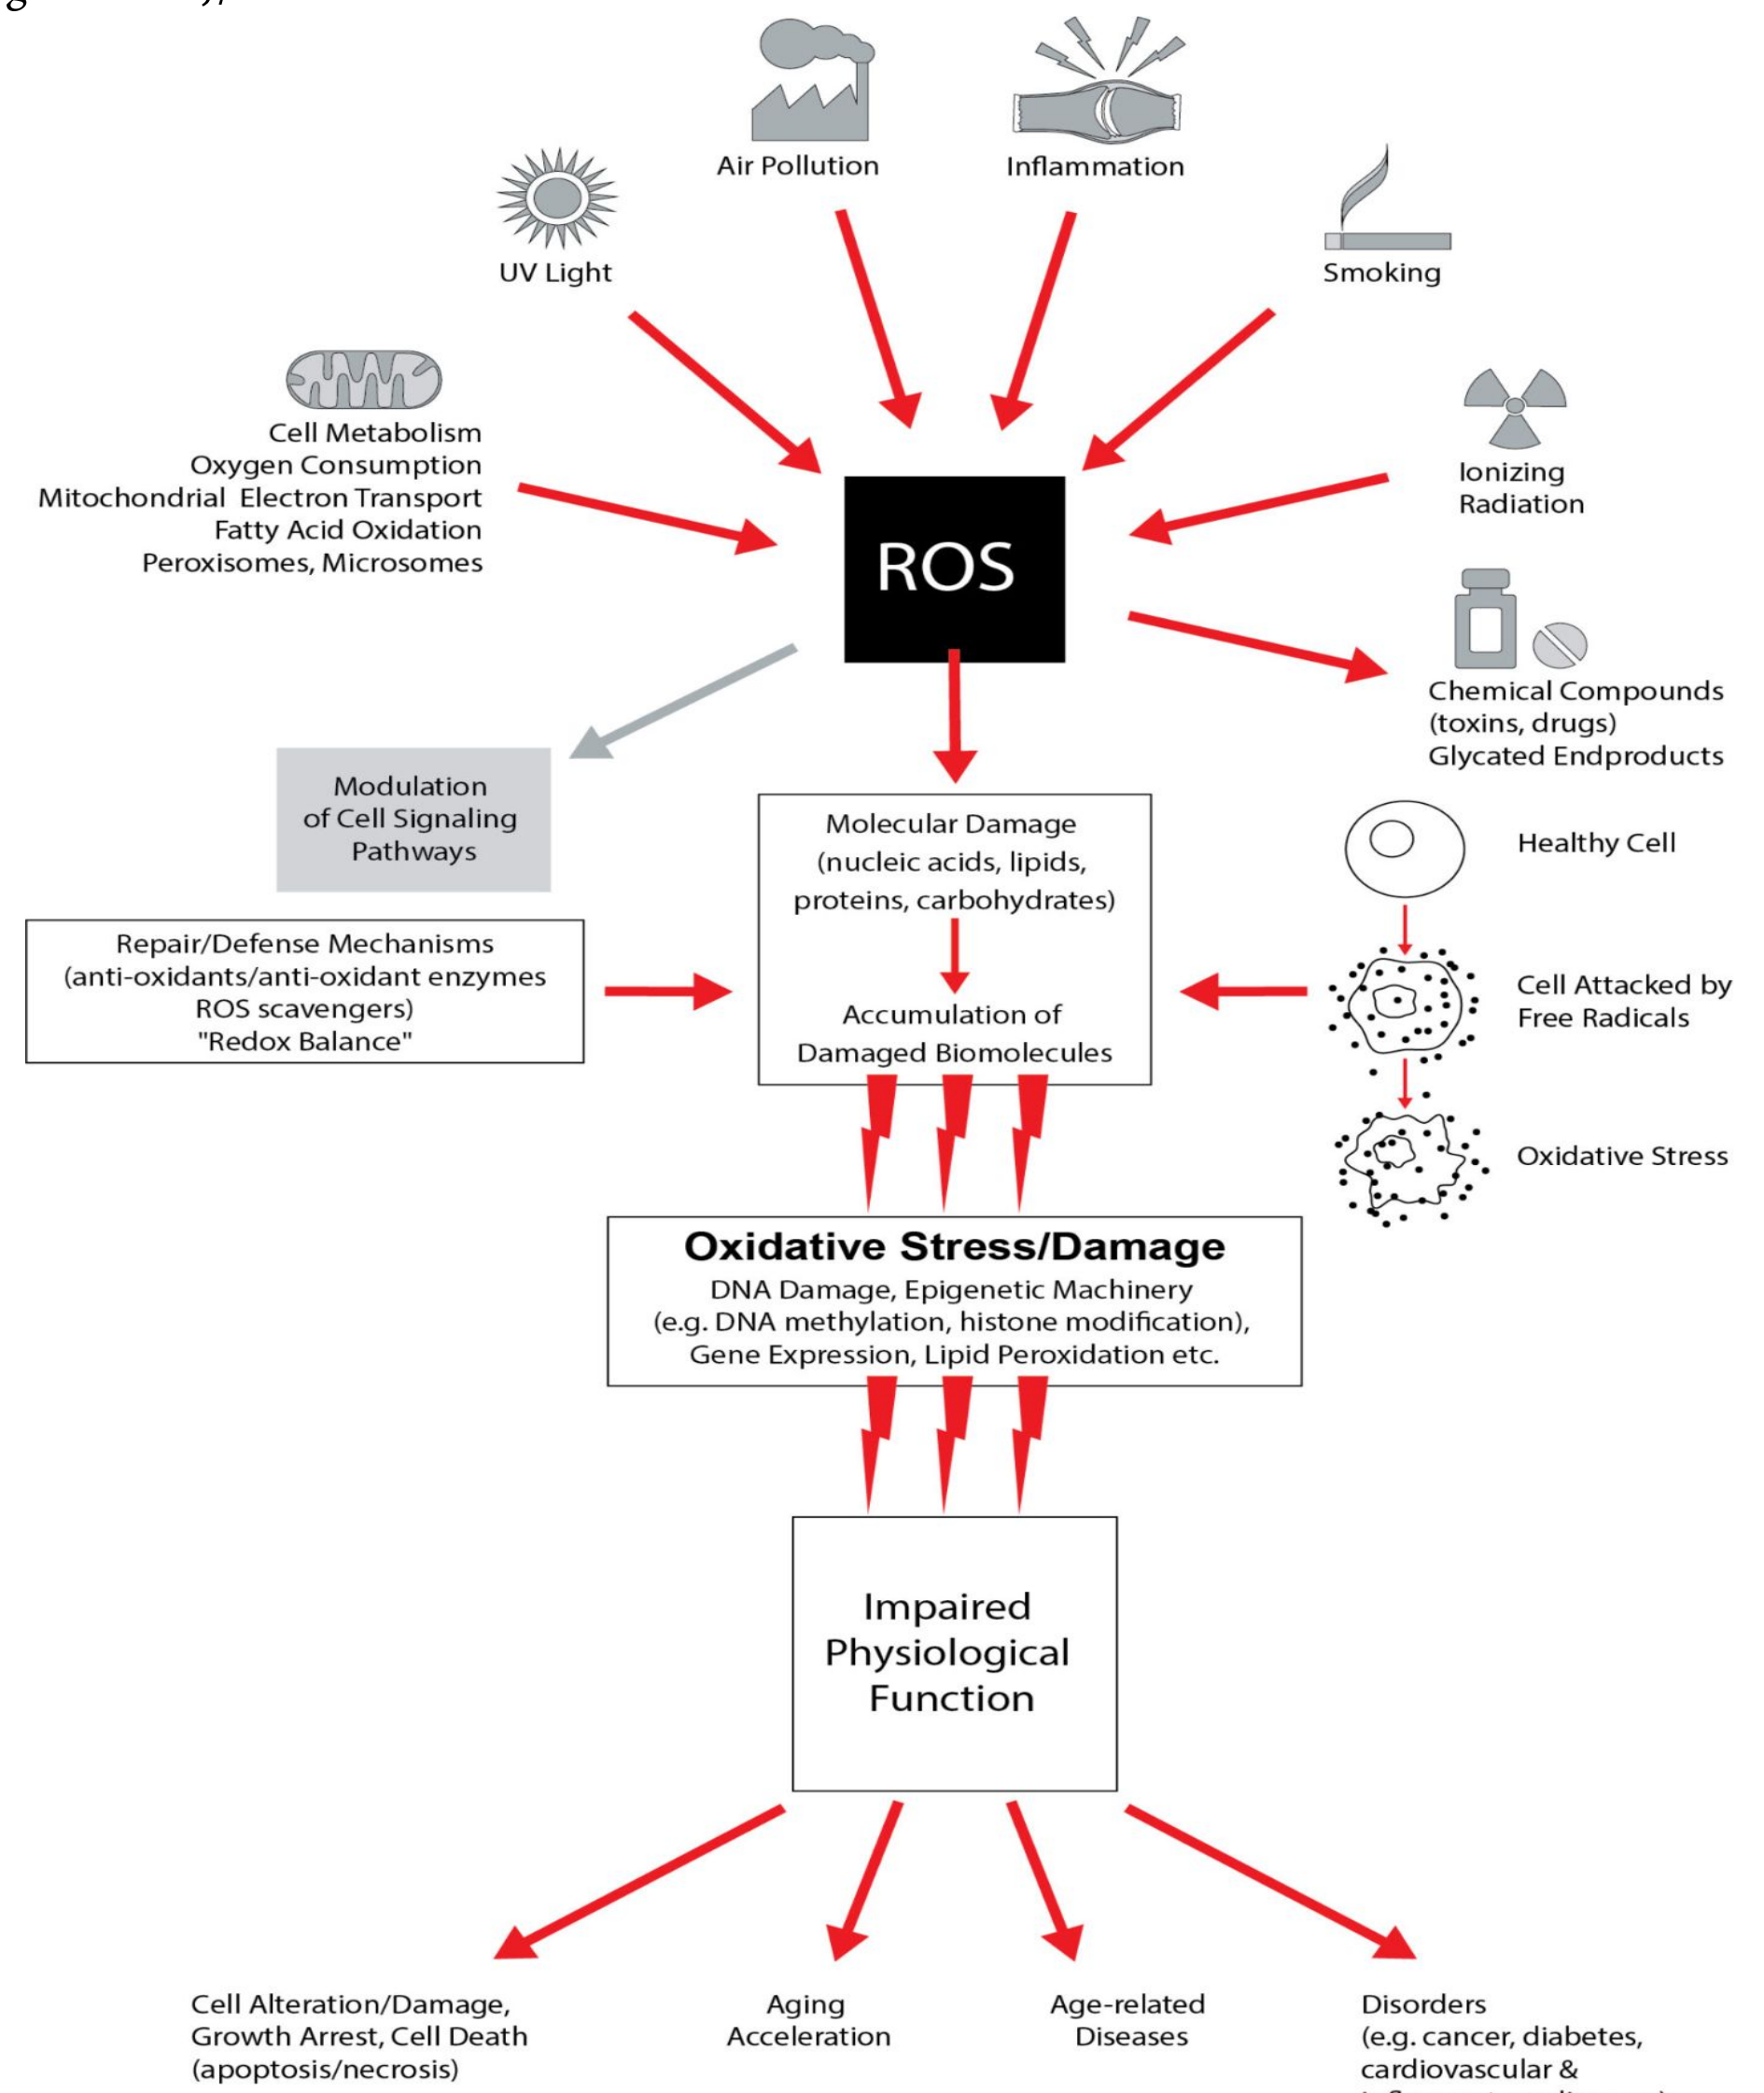 Air Pollution
Inflammation
UV Light
Smoking
Cell Metabolism
Oxygen Consumption
Mitochondrial Electron Transport
Fatty Acid Oxidation
Peroxisomes, Microsomes
Ionizing
Radiation
ROS
Chemical Compounds
(toxins, drugs)
Glycated Endproducts
Modulation
of Cell Signaling
Pathways
Molecular Damage
(nucleic acids, lipids,
proteins, carbohydrates)
Accumulation of
Damaged Biomolecules
Healthy Cell
Repair/Defense Mechanisms
(anti-oxidants/anti-oxidant enzymes
ROS scavengers)
"Redox Balance"
Cell Attacked by
Free Radicals
Oxidative Stress
Oxidative Stress/Damage
DNA Damage, Epigenetic Machinery
(e.g. DNA methylation, histone modification),
Gene Expression, Lipid Peroxidation etc.
Impaired
Physiological
Function
Cell Alteration/Damage,
Growth Arrest, Cell Death
(apoptosis/necrosis)
Aging
Acceleration
Age-related
Diseases
Disorders
(e.g. cancer, diabetes,
cardiovascular &